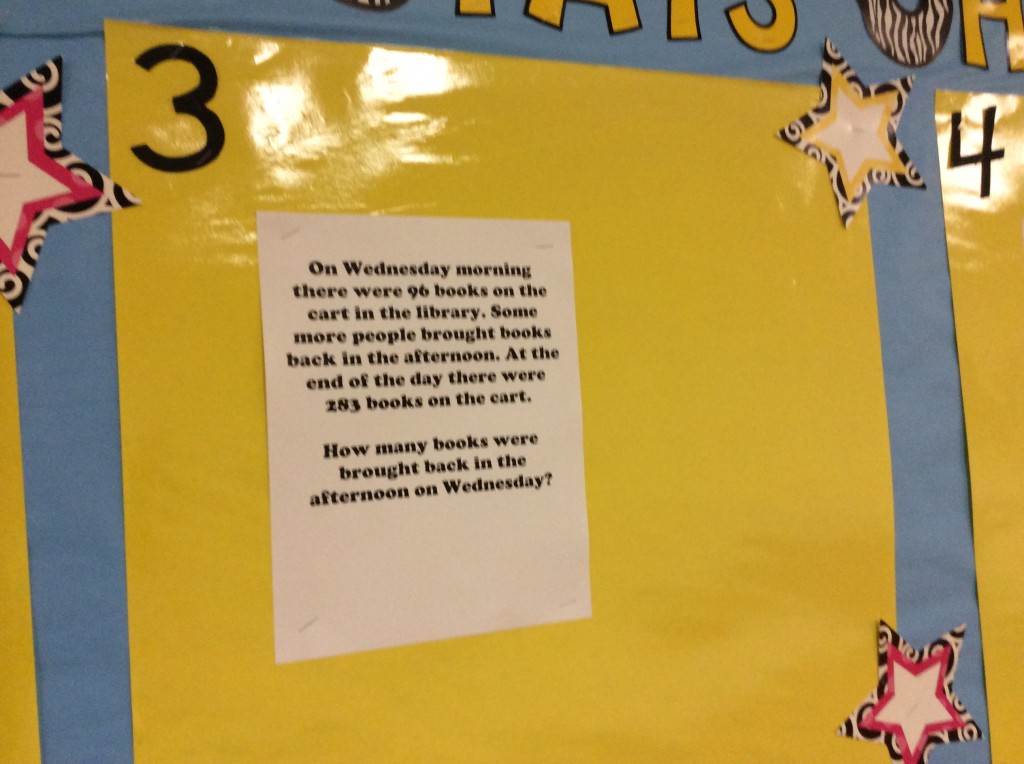 3
4
On Wednesday morning
there were 96 books on the
cart in the library. Some
more people brought books
back in the afternoon. At the
end of the day there were
283 books on the cart.
How many books were
brought back in the
afternoon on Wednesday?